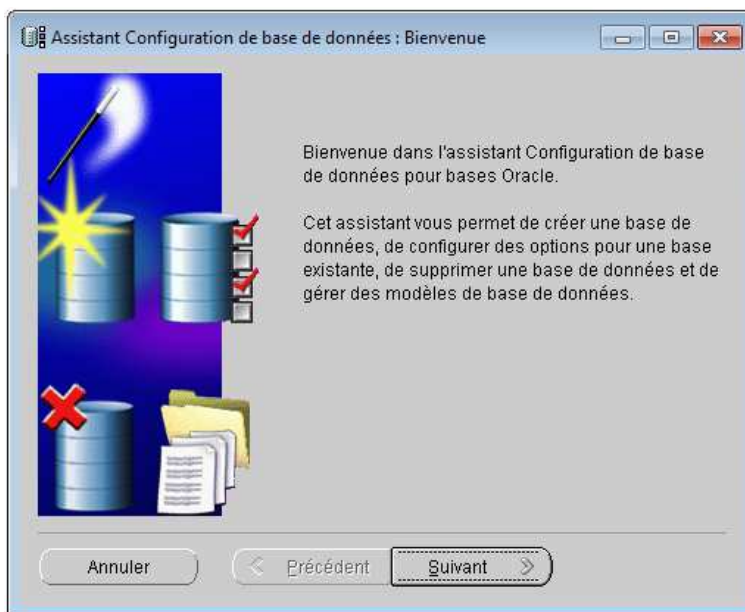 Assistant Configuration de base de données : Bienvenue
Bienvenue dans l'assistant Configuration de base
de données pour bases Oracle.
Cet assistant vous permet de créer une base de
données, de configurer des options pour une base
existante, de supprimer une base de données et de
gérer des modèles de base de données.
Annuler
Précédent
Suivant